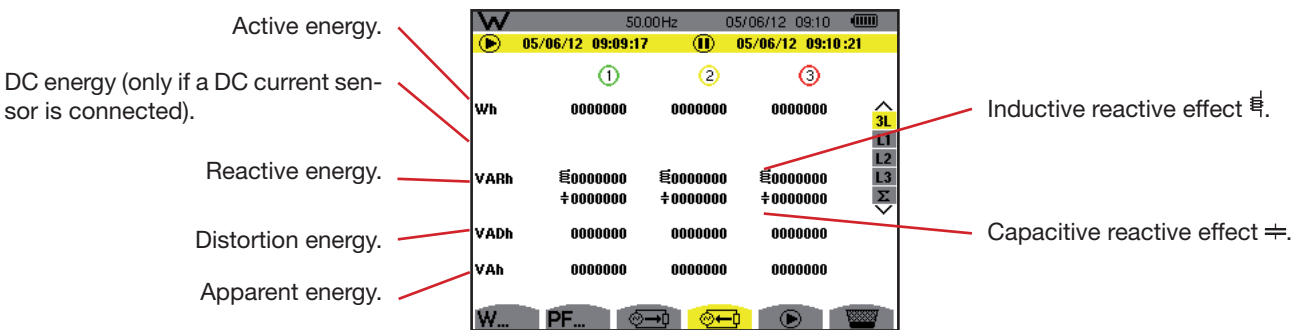 Active energy.
DC energy (only if a DC current sen-
sor is connected).
Reactive energy.
Distortion energy.
Apparent energy.
W 50.00Hz 05/06/12 09:10
05/06/12 09:09:17 05/06/12 09:10:21
1 2 3
Wh 0000000 0000000 0000000
VARh 0000000 0000000 0000000
0000000 0000000 0000000
VADh 0000000 0000000 0000000
VAh 0000000 0000000 0000000
3L
L1
L2
L3
Σ
W... PF...
Inductive reactive effect .
Capacitive reactive effect .